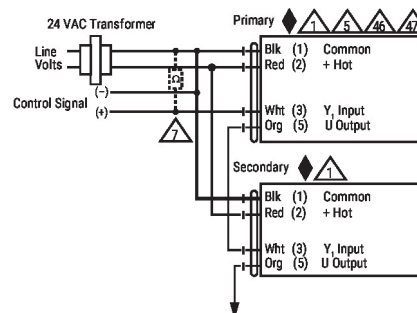 24 VAC Transformer
Line
Volts
Control Signal
(–)
(+)
Ω
7
Primary 1 5 46 47
Blk (1) Common
Red (2) + Hot
Wht (3) Y₁ Input
Org (5) U Output
Secondary 1
Blk (1) Common
Red (2) + Hot
Wht (3) Y₁ Input
Org (5) U Output